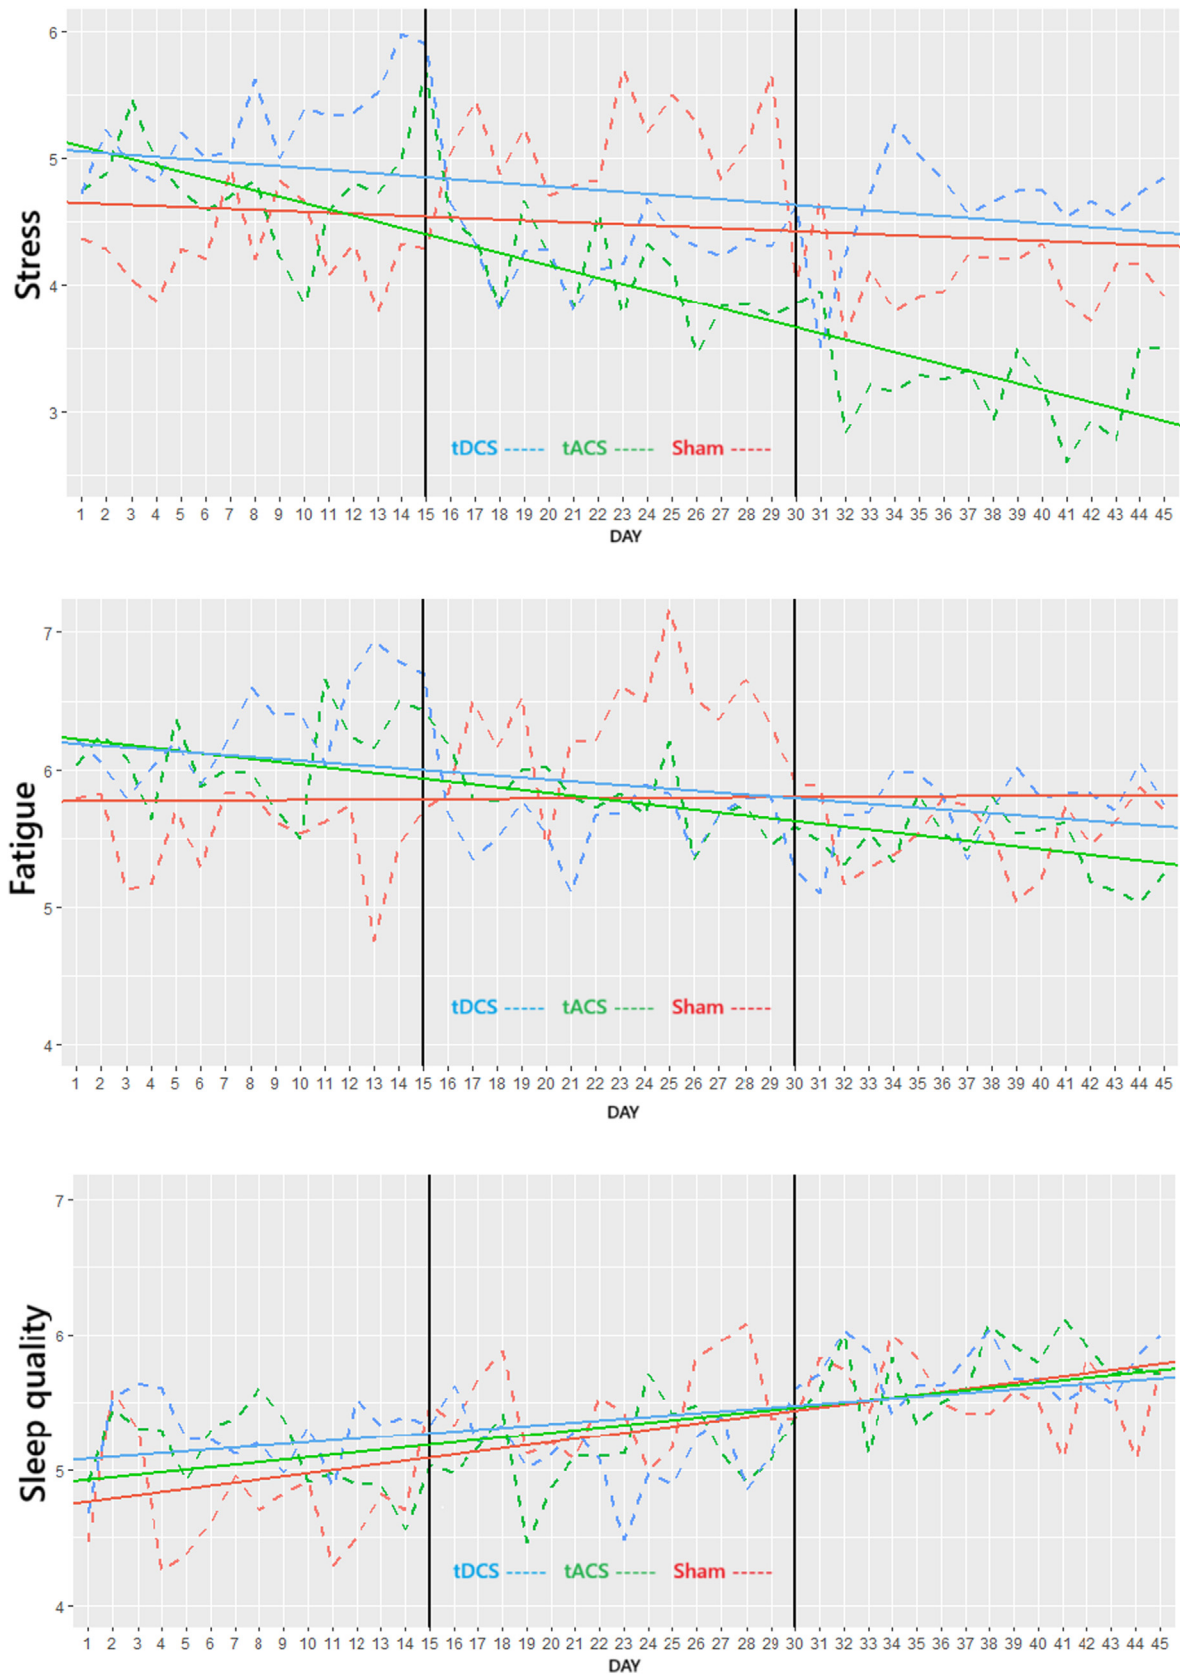 Stress
6
5
4
3
tDCS ----- tACS ----- Sham -----
1 2 3 4 5 6 7 8 9 10 11 12 13 14 15 16 17 18 19 20 21 22 23 24 25 26 27 28 29 30 31 32 33 34 35 36 37 38 39 40 41 42 43 44 45
DAY
Fatigue
7
6
5
4
tDCS ----- tACS ----- Sham -----
1 2 3 4 5 6 7 8 9 10 11 12 13 14 15 16 17 18 19 20 21 22 23 24 25 26 27 28 29 30 31 32 33 34 35 36 37 38 39 40 41 42 43 44 45
DAY
Sleep quality
7
6
5
4
tDCS ----- tACS ----- Sham -----
1 2 3 4 5 6 7 8 9 10 11 12 13 14 15 16 17 18 19 20 21 22 23 24 25 26 27 28 29 30 31 32 33 34 35 36 37 38 39 40 41 42 43 44 45
DAY